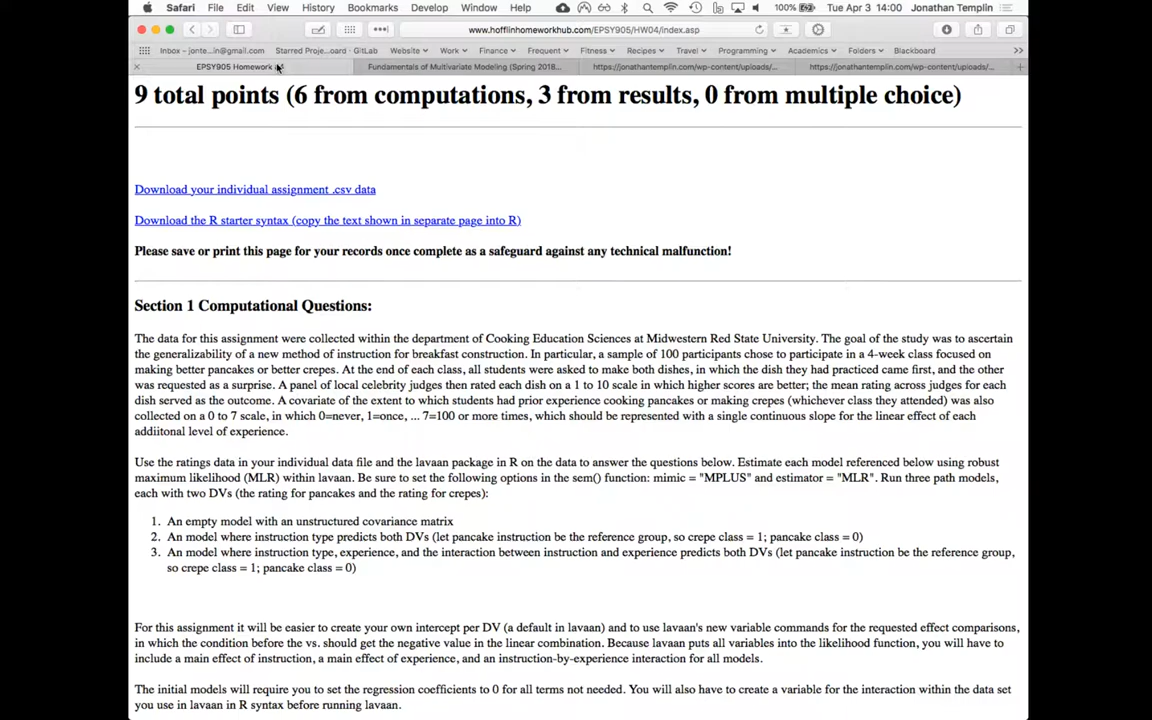 Safari File Edit View History Bookmarks Develop Window Help 100% Tue Apr 3 14:00 Jonathan Templin
www.hofflinhomeworkhub.com/EPSY905/HW04/index.asp
Inbox – jonte...in@gmail.com Starred Proje...oard · GitLab Website Work Finance Frequent Fitness Recipes Travel Programming Academics Folders Blackboard
EPSY905 Homework Fundamentals of Multivariate Modeling (Spring 2018... https://jonathantemplin.com/wp-content/uploads/... https://jonathantemplin.com/wp-content/uploads/...
9 total points (6 from computations, 3 from results, 0 from multiple choice)
Download your individual assignment .csv data
Download the R starter syntax (copy the text shown in separate page into R)
Please save or print this page for your records once complete as a safeguard against any technical malfunction!
Section 1 Computational Questions:
The data for this assignment were collected within the department of Cooking Education Sciences at Midwestern Red State University. The goal of the study was to ascertain
the generalizability of a new method of instruction for breakfast construction. In particular, a sample of 100 participants chose to participate in a 4-week class focused on
making better pancakes or better crepes. At the end of each class, all students were asked to make both dishes, in which the dish they had practiced came first, and the other
was requested as a surprise. A panel of local celebrity judges then rated each dish on a 1 to 10 scale in which higher scores are better; the mean rating across judges for each
dish served as the outcome. A covariate of the extent to which students had prior experience cooking pancakes or making crepes (whichever class they attended) was also
collected on a 0 to 7 scale, in which 0=never, 1=once, ... 7=100 or more times, which should be represented with a single continuous slope for the linear effect of each
addiitonal level of experience.
Use the ratings data in your individual data file and the lavaan package in R on the data to answer the questions below. Estimate each model referenced below using robust
maximum likelihood (MLR) within lavaan. Be sure to set the following options in the sem() function: mimic = "MPLUS" and estimator = "MLR". Run three path models,
each with two DVs (the rating for pancakes and the rating for crepes):
1. An empty model with an unstructured covariance matrix
2. An model where instruction type predicts both DVs (let pancake instruction be the reference group, so crepe class = 1; pancake class = 0)
3. An model where instruction type, experience, and the interaction between instruction and experience predicts both DVs (let pancake instruction be the reference group,
so crepe class = 1; pancake class = 0)
For this assignment it will be easier to create your own intercept per DV (a default in lavaan) and to use lavaan's new variable commands for the requested effect comparisons,
in which the condition before the vs. should get the negative value in the linear combination. Because lavaan puts all variables into the likelihood function, you will have to
include a main effect of instruction, a main effect of experience, and an instruction-by-experience interaction for all models.
The initial models will require you to set the regression coefficients to 0 for all terms not needed. You will also have to create a variable for the interaction within the data set
you use in lavaan in R syntax before running lavaan.